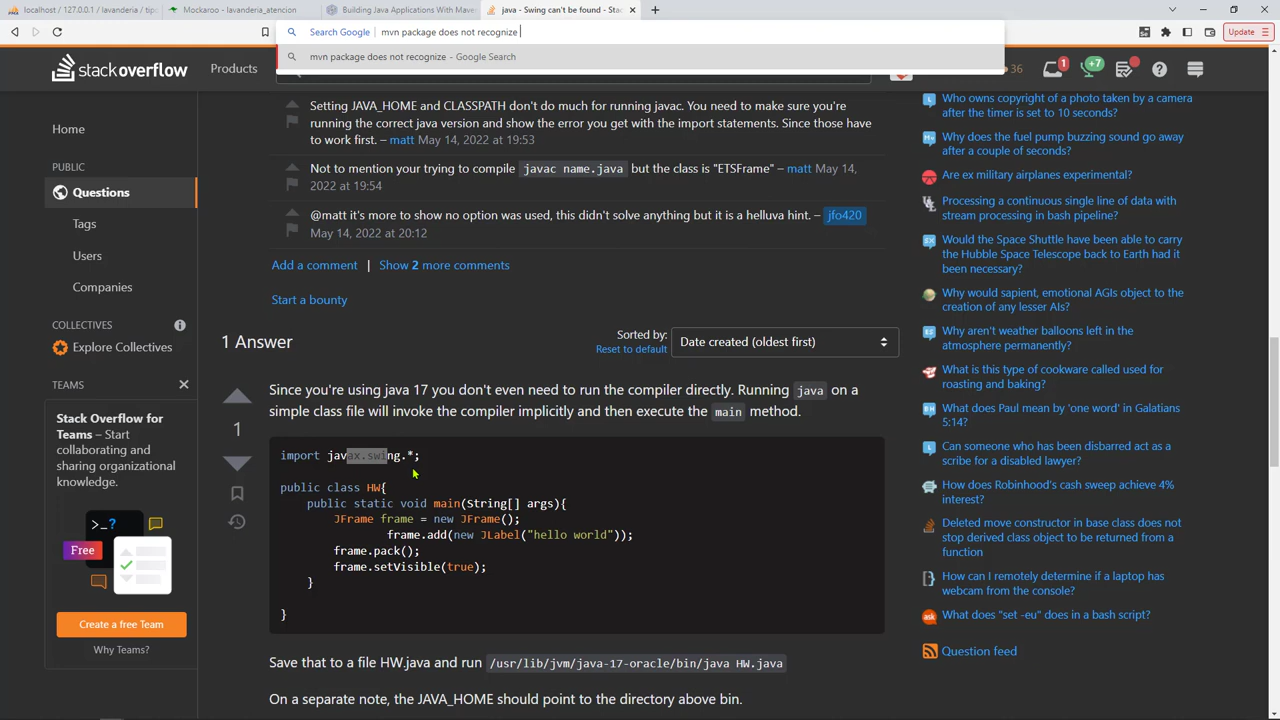 localhost / 127.0.0.1 / lavanderia / tip
Mockaroo - lavanderia_atencion
Building Java Applications With Mave
java - Swing can't be found - Stac
Update
Search Google
mvn package does not recognize
mvn package does not recognize - Google Search
stackoverflow
Products
1
+7
36
Home
PUBLIC
Questions
Tags
Users
Companies
COLLECTIVES
Explore Collectives
TEAMS
Stack Overflow for
Teams – Start
collaborating and
sharing organizational
knowledge.
>_?
Free
Create a free Team
Why Teams?
Setting JAVA_HOME and CLASSPATH don't do much for running javac. You need to make sure you're
running the correct java version and show the error you get with the import statements. Since those have
to work first. – matt May 14, 2022 at 19:53
Not to mention your trying to compile javac name.java but the class is "ETSFrame" – matt May 14,
2022 at 19:54
@matt it's more to show no option was used, this didn't solve anything but it is a helluva hint. – jfo420
May 14, 2022 at 20:12
Add a comment | Show 2 more comments
Start a bounty
1 Answer
Sorted by:
Reset to default
Date created (oldest first)
1
Since you're using java 17 you don't even need to run the compiler directly. Running java on a
simple class file will invoke the compiler implicitly and then execute the main method.
import javax.swing.*;
public class HW{
public static void main(String[] args){
JFrame frame = new JFrame();
frame.add(new JLabel("hello world"));
frame.pack();
frame.setVisible(true);
}
}
Save that to a file HW.java and run /usr/lib/jvm/java-17-oracle/bin/java HW.java
On a separate note, the JAVA_HOME should point to the directory above bin.
Who owns copyright of a photo taken by a camera
after the timer is set to 10 seconds?
Why does the fuel pump buzzing sound go away
after a couple of seconds?
Are ex military airplanes experimental?
Processing a continuous single line of data with
stream processing in bash pipeline?
Would the Space Shuttle have been able to carry
the Hubble Space Telescope back to Earth had it
been necessary?
Why would sapient, emotional AGIs object to the
creation of any lesser AIs?
Why aren't weather balloons left in the
atmosphere permanently?
What is this type of cookware called used for
roasting and baking?
What does Paul mean by 'one word' in Galatians
5:14?
Can someone who has been disbarred act as a
scribe for a disabled lawyer?
How does Robinhood's cash sweep achieve 4%
interest?
Deleted move constructor in base class does not
stop derived class object to be returned from a
function
How can I remotely determine if a laptop has
webcam from the console?
What does "set -eu" does in a bash script?
Question feed